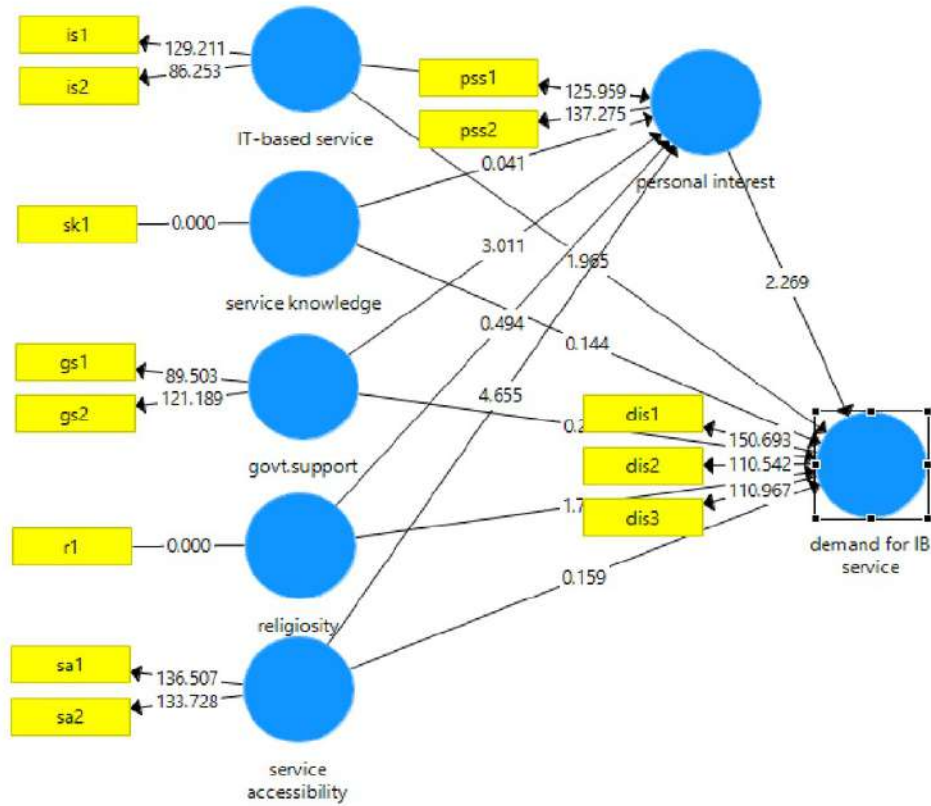 is1
129.211
is2
86.253
IT-based service
pss1
125.959
pss2
137.275
personal interest
0.041
sk1
0.000
service knowledge
3.011
1.965
2.269
0.494
0.144
gs1
89.503
gs2
121.189
govt.support
4.655
dis1
150.693
dis2
110.542
dis3
110.967
demand for IB
service
r1
0.000
religiosity
0.159
sa1
136.507
sa2
133.728
service
accessibility